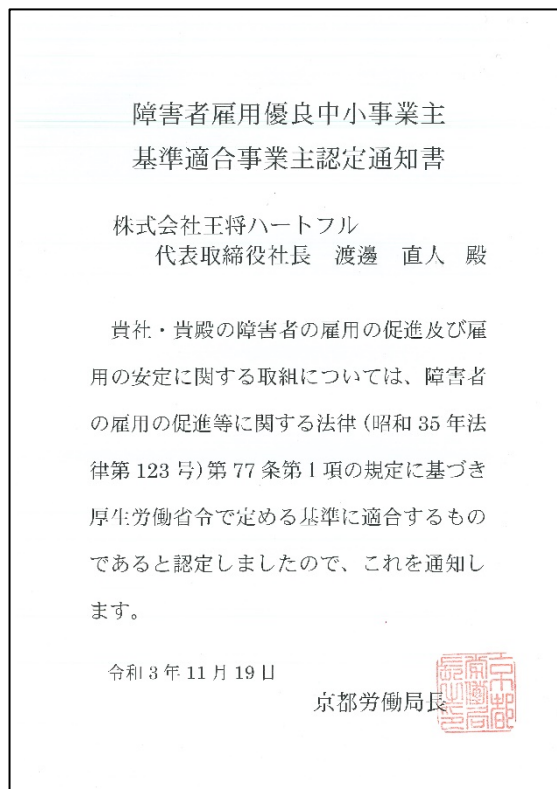 障害者雇用優良中小事業主
基準適合事業主認定通知書
株式会社王将ハートフル
代表取締役社長 渡邊 直人 殿
貴社・貴殿の障害者の雇用の促進及び雇
用の安定に関する取組については、障害者
の雇用の促進等に関する法律(昭和35年法
律第123号)第77条第1項の規定に基づき
厚生労働省令で定める基準に適合するもの
であると認定しましたので、これを通知し
ます。
令和3年11月19日
京都労働局長
京都
労働局
長之印